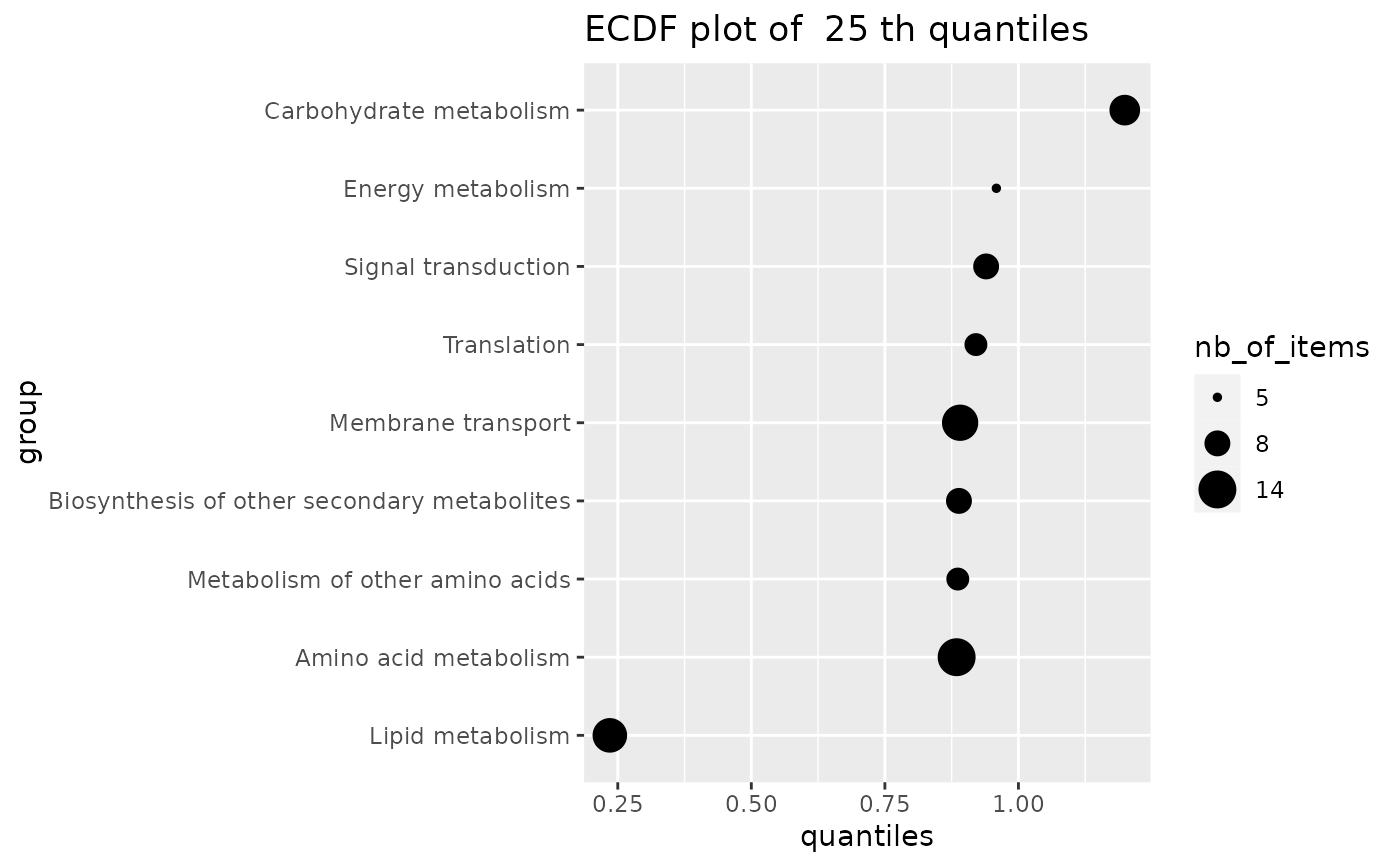 ECDF plot of  25 th quantiles
Carbohydrate metabolism
Energy metabolism
Signal transduction
Translation
Membrane transport
Biosynthesis of other secondary metabolites
Metabolism of other amino acids
Amino acid metabolism
Lipid metabolism
group
0.25 0.50 0.75 1.00
quantiles
nb_of_items
5
8
14